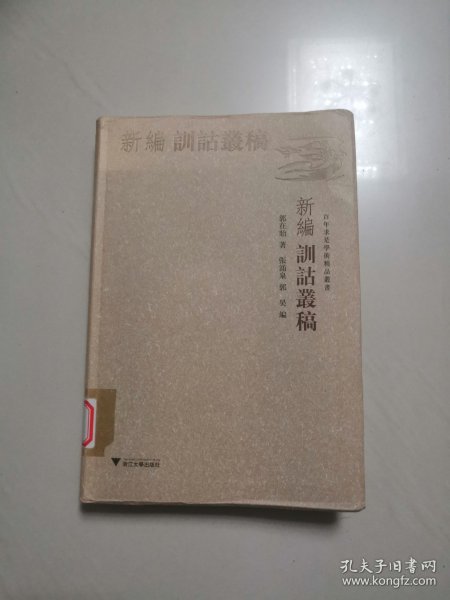 新編 訓詁叢稿
百年求是學術精品叢書
新編 訓詁叢稿
郭在貽 著 張涌泉 郭 昊 編
浙江大學出版社
孔夫子旧书网
www.kongfz.com